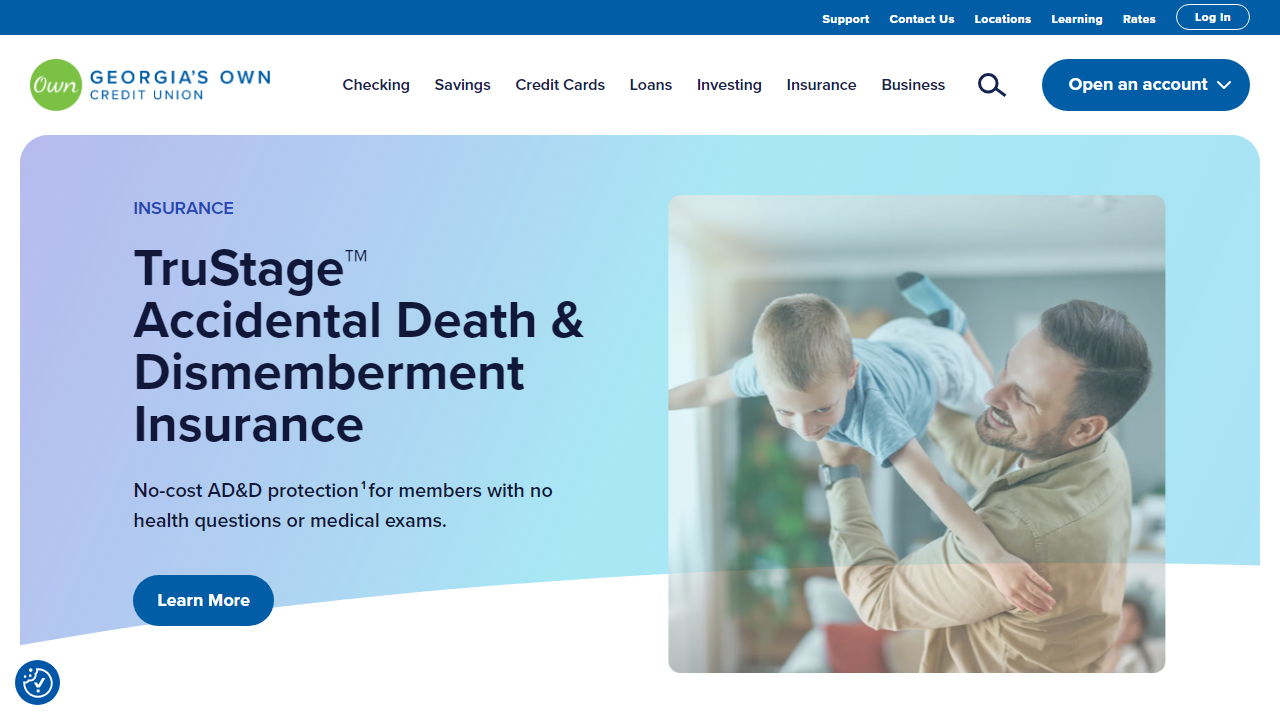 Support Contact Us Locations Learning Rates Log In
Own GEORGIA'S OWN
CREDIT UNION
Checking Savings Credit Cards Loans Investing Insurance Business Open an account
INSURANCE
TruStage™
Accidental Death &
Dismemberment
Insurance
No-cost AD&D protection¹ for members with no
health questions or medical exams.
Learn More